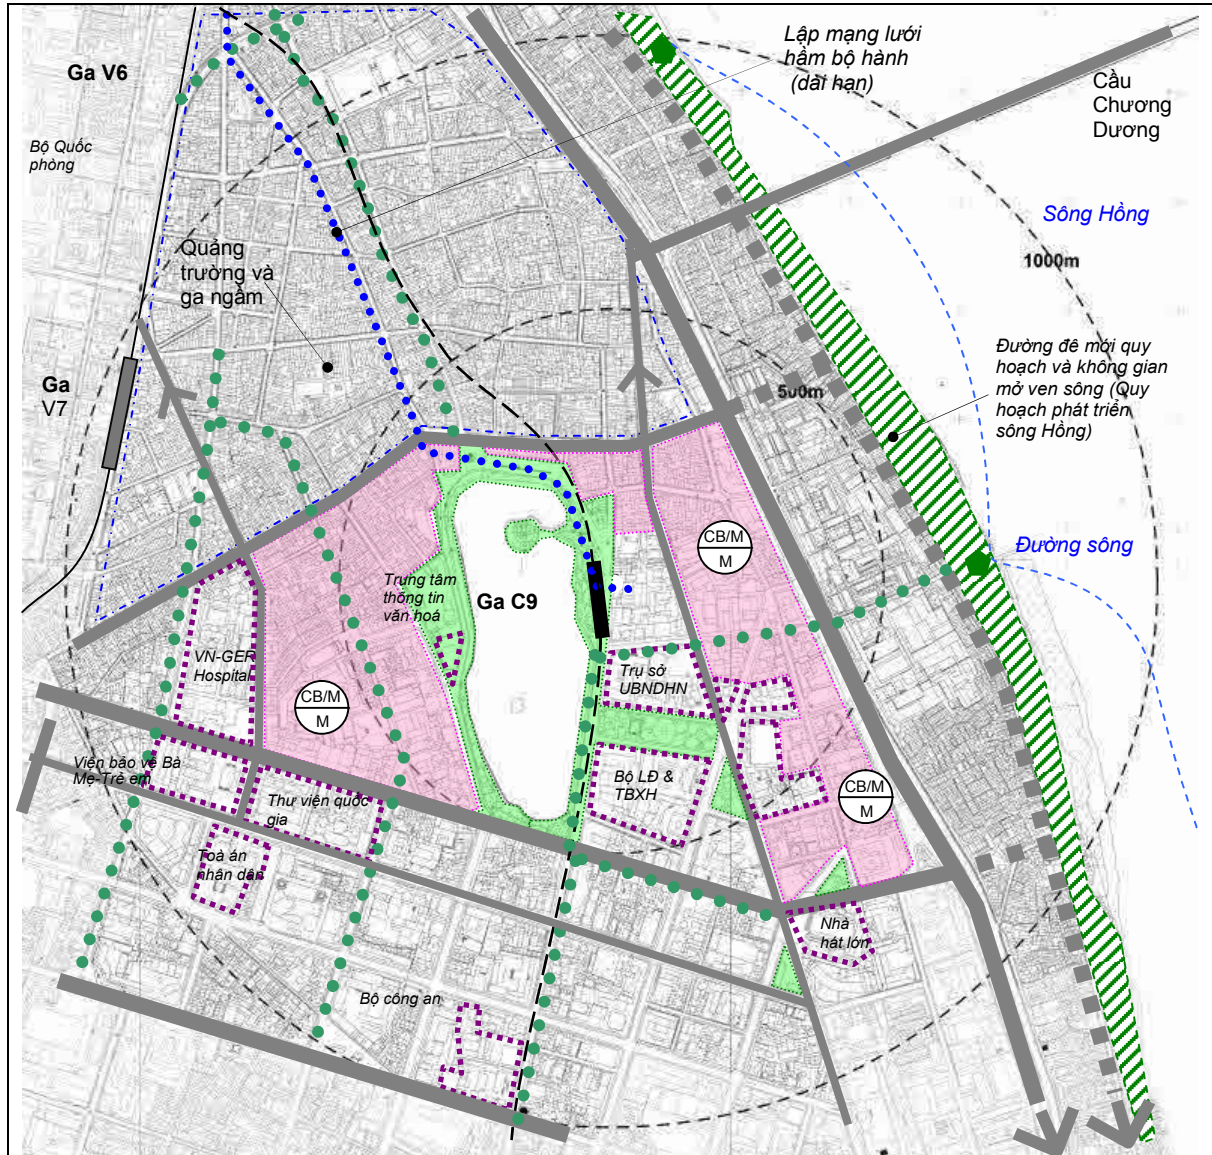 Lập mạng lưới
hầm bộ hành
(dài hạn)
Ga V6
Cầu
Chương
Dương
Bộ Quốc
phòng
Sông Hồng
Quảng
trường và
ga ngầm
1000m
Đường đê mới quy
hoạch và không gian
mở ven sông (Quy
hoạch phát triển
sông Hồng)
Ga
V7
500m
CB/M
M
Đường sông
Trung tâm
thông tin
văn hoá
Ga C9
VN-GER
Hospital
Trụ sở
UBNDHN
CB/M
M
Viện bảo vệ Bà
Mẹ-Trẻ em
Bộ LĐ &
TBXH
CB/M
M
Thư viện quốc
gia
Toà án
nhân dân
Nhà
hát lớn
Bộ công an